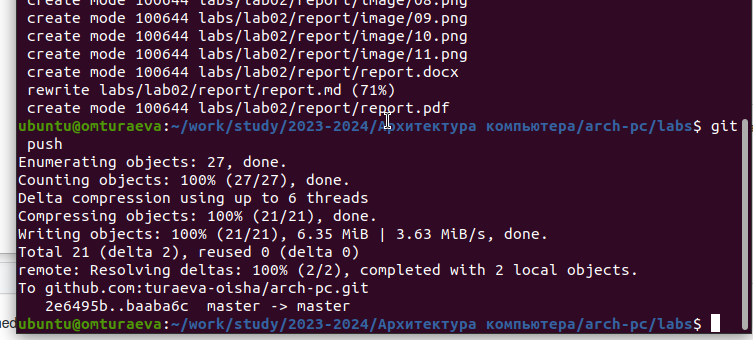 create mode 100644 labs/lab02/report/image/08.png
create mode 100644 labs/lab02/report/image/09.png
create mode 100644 labs/lab02/report/image/10.png
create mode 100644 labs/lab02/report/image/11.png
create mode 100644 labs/lab02/report/report.docx
rewrite labs/lab02/report/report.md (71%)
create mode 100644 labs/lab02/report/report.pdf
ubuntu@omturaeva:~/work/study/2023-2024/Архитектура компьютера/arch-pc/labs$ git
push
Enumerating objects: 27, done.
Counting objects: 100% (27/27), done.
Delta compression using up to 6 threads
Compressing objects: 100% (21/21), done.
Writing objects: 100% (21/21), 6.35 MiB | 3.63 MiB/s, done.
Total 21 (delta 2), reused 0 (delta 0)
remote: Resolving deltas: 100% (2/2), completed with 2 local objects.
To github.com:turaeva-oisha/arch-pc.git
2e6495b..baaba6c  master -> master
ubuntu@omturaeva:~/work/study/2023-2024/Архитектура компьютера/arch-pc/labs$